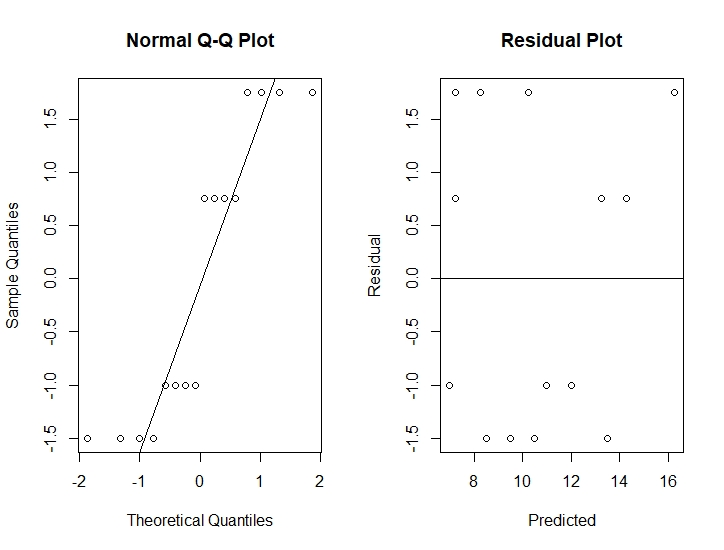 Normal Q-Q Plot
Sample Quantiles
1.5
1.0
0.5
0.0
-0.5
-1.0
-1.5
-2 -1 0 1 2
Theoretical Quantiles
Residual Plot
Residual
1.5
1.0
0.5
0.0
-0.5
-1.0
-1.5
8 10 12 14 16
Predicted